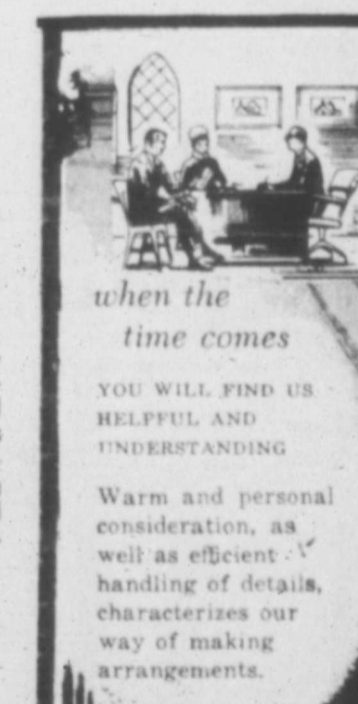 when the
time comes
YOU WILL FIND US
HELPFUL AND
UNDERSTANDING
Warm and personal
consideration, as
well as efficient
handling of details,
characterizes our
way of making
arrangements.